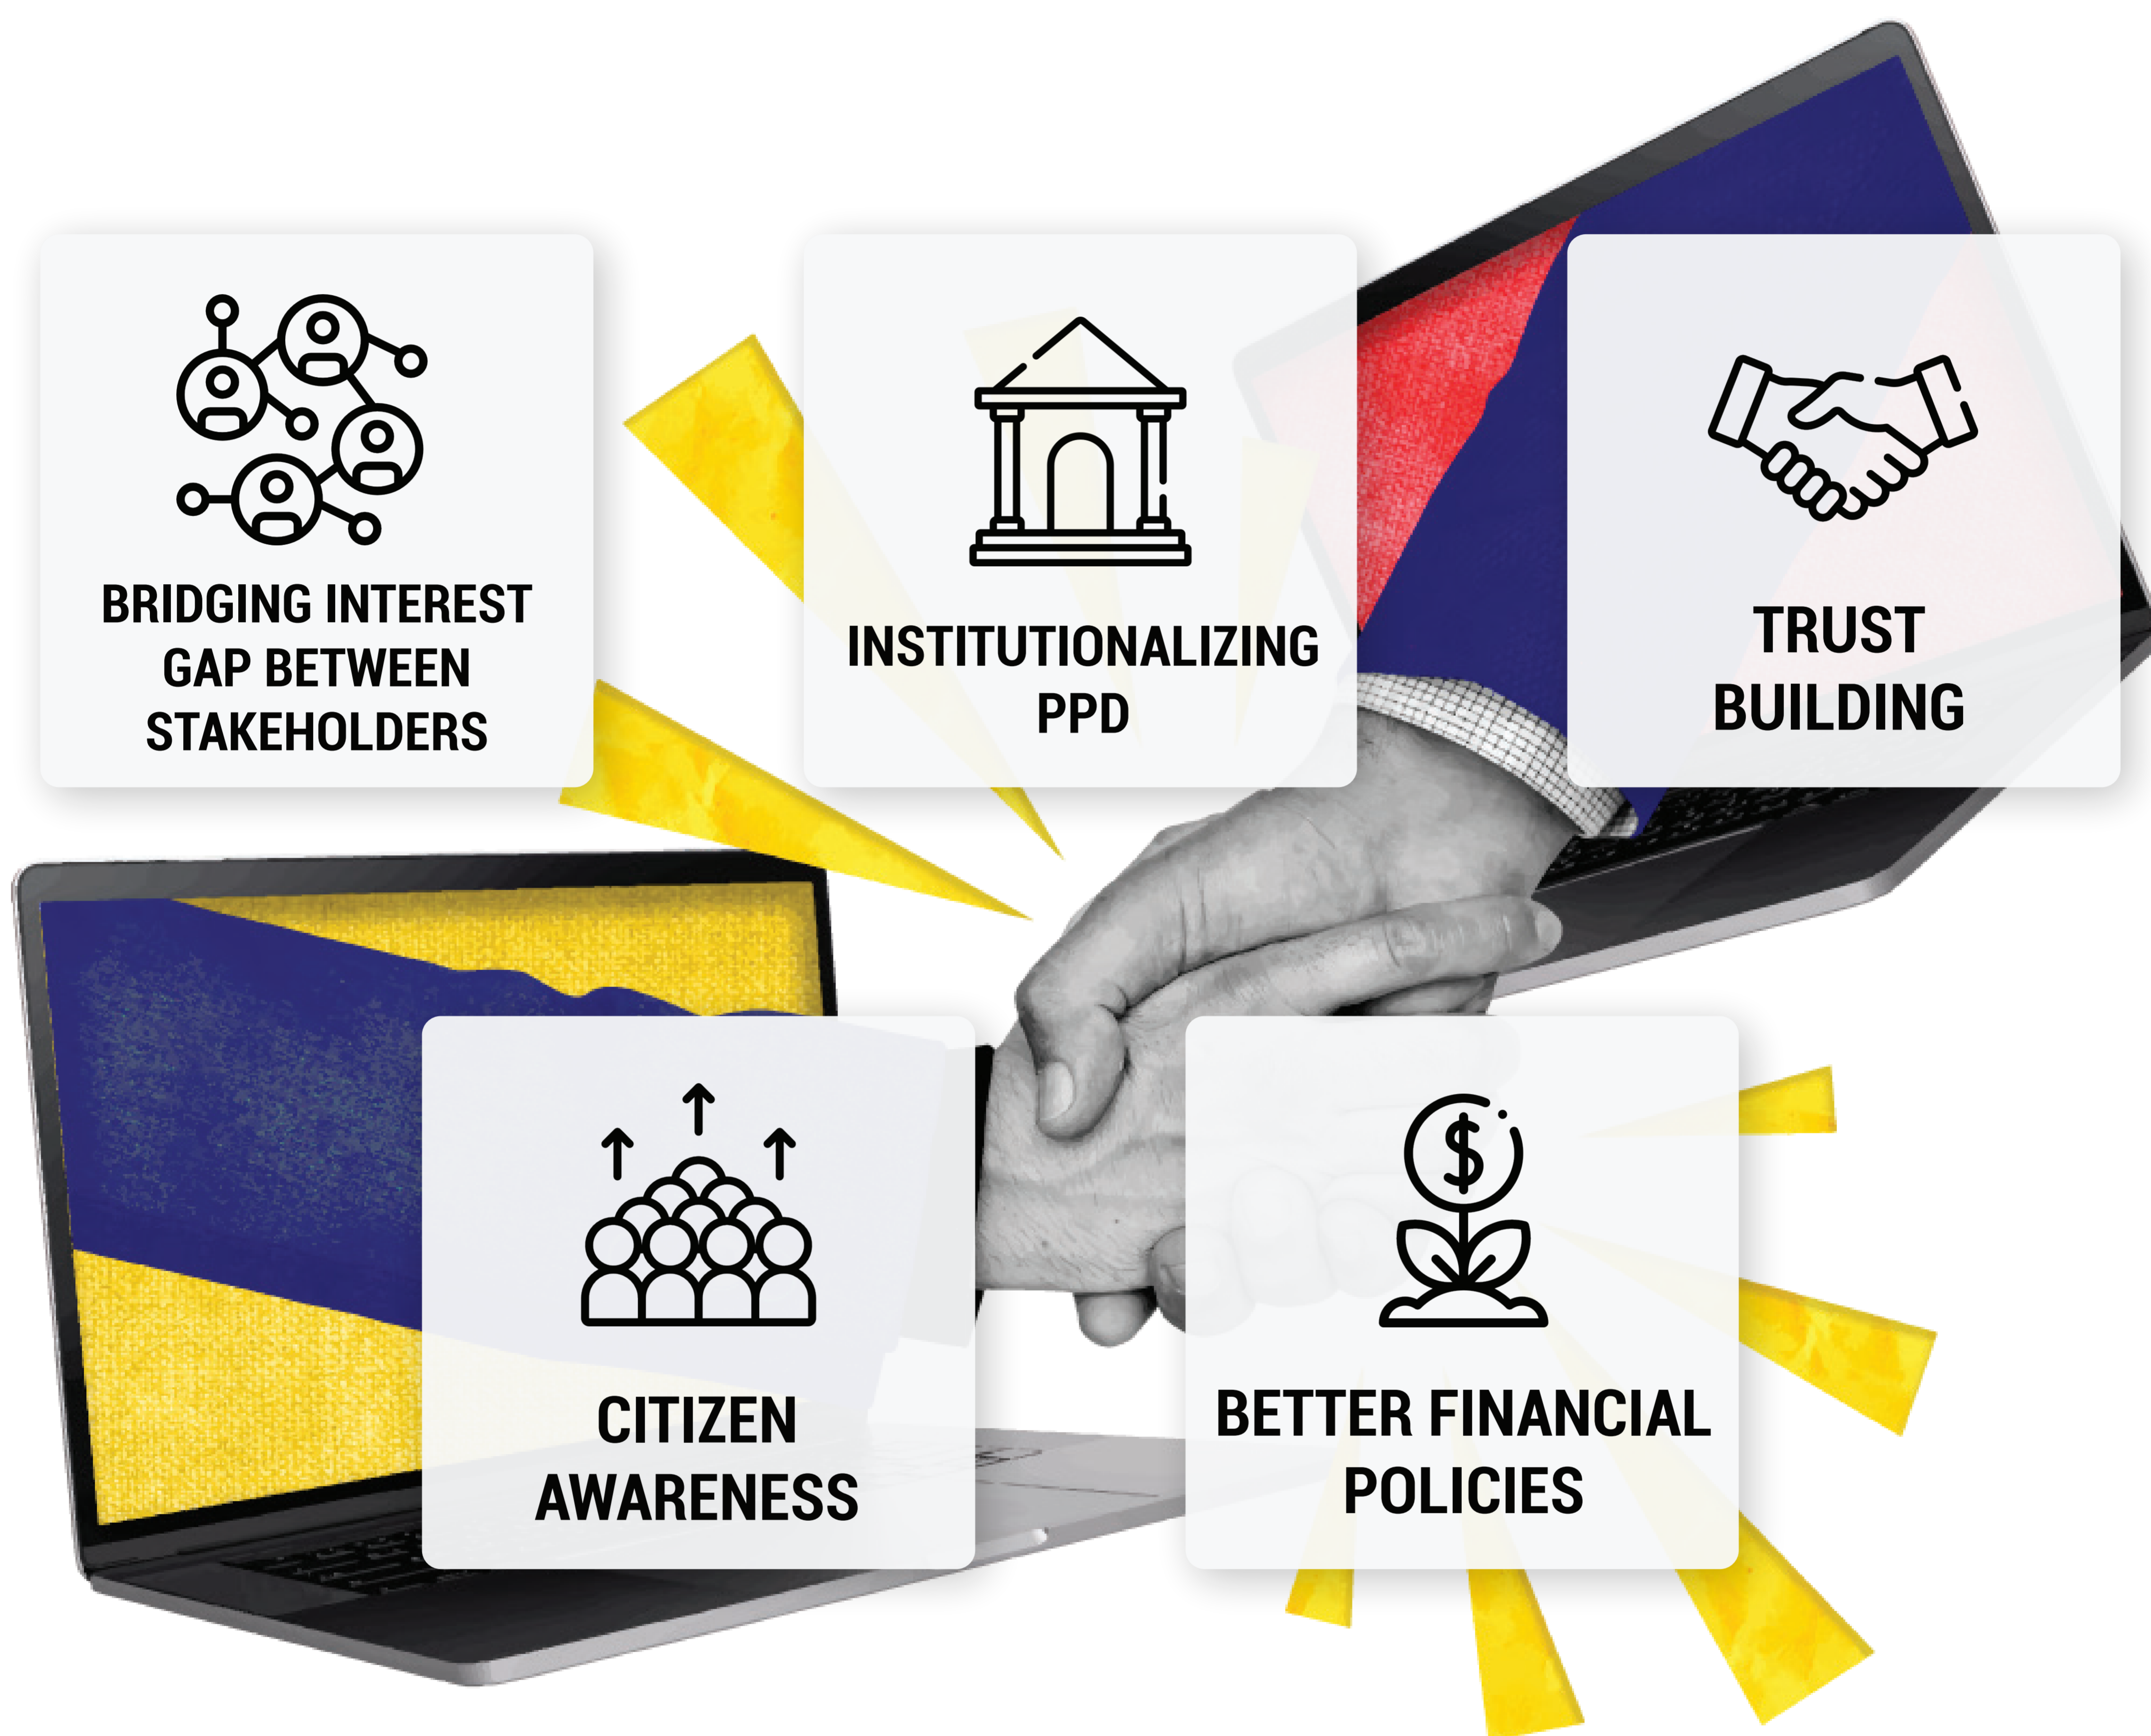 BRIDGING INTEREST
GAP BETWEEN
STAKEHOLDERS
INSTITUTIONALIZING
PPD
TRUST
BUILDING
CITIZEN
AWARENESS
BETTER FINANCIAL
POLICIES